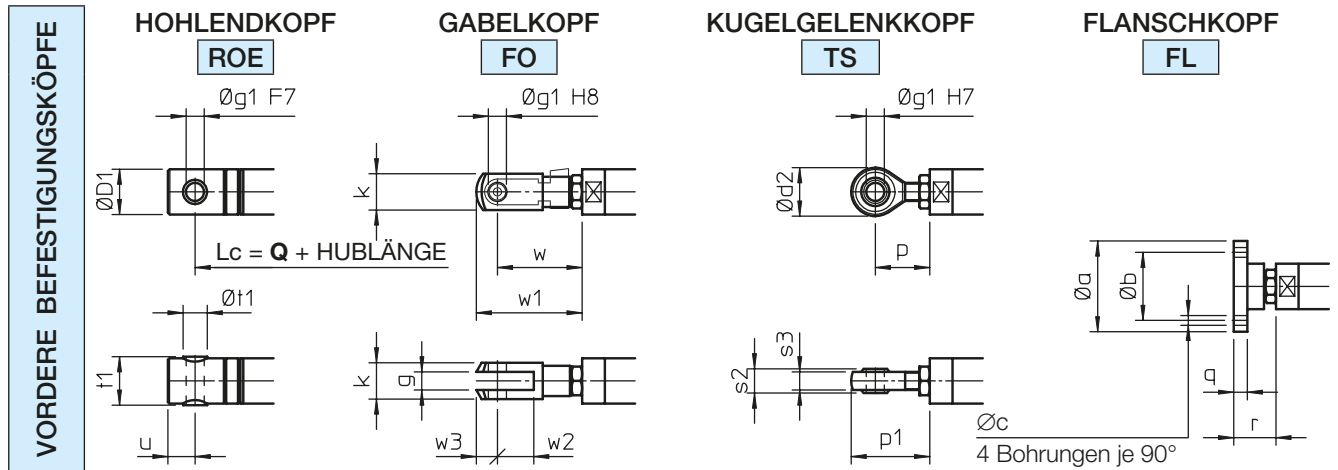 VORDERE BEFESTIGUNGSKÖPFE
HOHLENDKOPF
ROE
Øg1 F7
ØD1
Lc = Q + HUBLÄNGE
Øt1
t1
u
GABELKOPF
FO
Øg1 H8
k
w
w1
k
g
w3
w2
KUGELGELENKKOPF
TS
Øg1 H7
Ød2
p
s3
s2
p1
FLANSCHKOPF
FL
Øa
Øb
q
r
Øc
4 Bohrungen je 90°